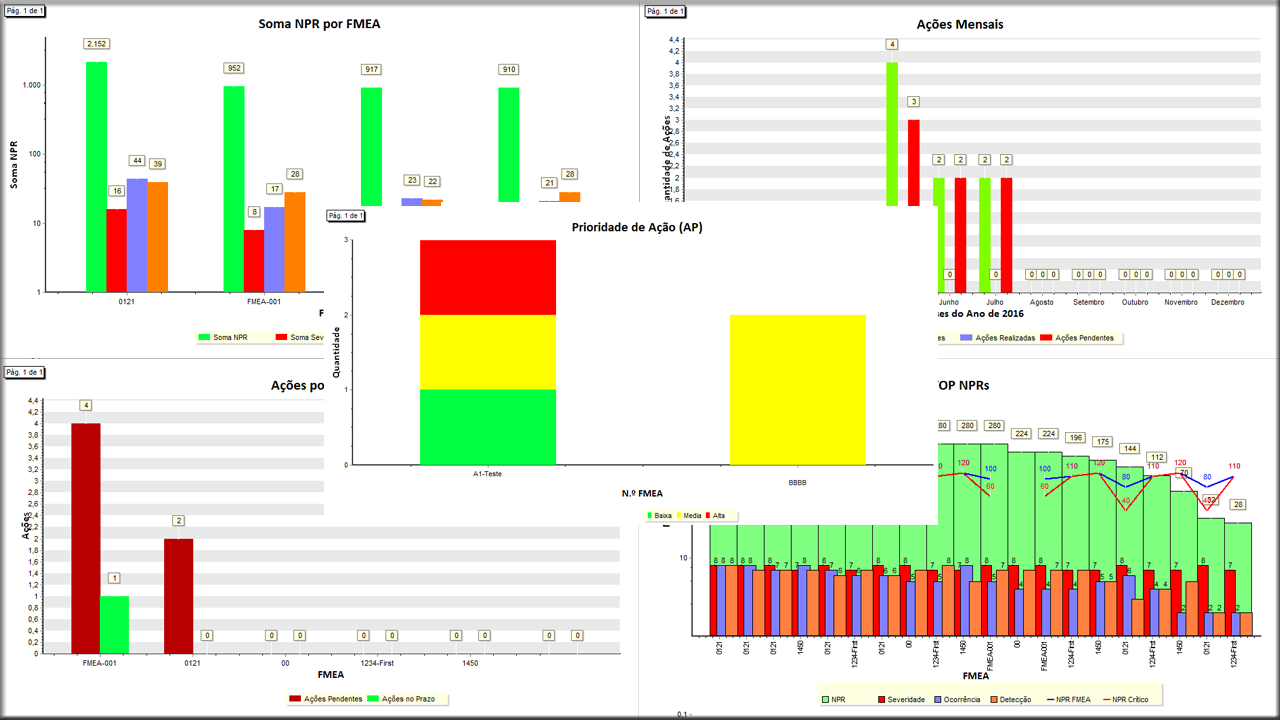 Pág. 1 de 1
Soma NPR por FMEA
2.152
952
917
910
1.000
100
10
1
Soma NPR
16
44
39
8
17
28
23
22
21
28
0121
FMEA-001
F
Soma NPR
Soma Sev
Pág. 1 de 1
Ações Mensais
4,4
4,2
4
3,8
3,6
3,4
3,2
3
2,8
2,6
2,4
2,2
2
1,8
1,6
antidade de Ações
4
3
2
2
2
2
0
0
0 0 0
0 0 0
0 0 0
0 0 0
0 0 0
Junho
Julho
Agosto
Setembro
Outubro
Novembro
Dezembro
ses do Ano de 2016
es
Ações Realizadas
Ações Pendentes
Pág. 1 de 1
Prioridade de Ação (AP)
3
2
1
0
Quantidade
A1-Teste
BBBB
N.º FMEA
Baixa
Media
Alta
Pág. 1 de 1
Ações po
4,4
4,2
4
3,8
3,6
3,4
3,2
3
2,8
2,6
2,4
2,2
2
1,8
1,6
1,4
1,2
1
0,8
0,6
0,4
0,2
0
Ações
4
1
2
0
0
0
0
0
0
0
0
0
FMEA-001
0121
00
1234-First
1450
FMEA
Ações Pendentes
Ações no Prazo
OP NPRs
80
280
280
224
224
196
175
144
112
70
32
28
120
100
60
100
60
110
120
80
40
110
120
80
40
110
10
0,1
8 8 8 8
8 7 7 7
8
8 7
7
7
8
6 6
8
5
7
8
7
8
8
5
7
8
4
7
8
4
7
7
4
7
7
5 5
7
6
7
4 4
7
2
8
2 2
7
2
0121
0121
0121
1450
0121
1234-First
0121
00
1234-First
1450
FMEA-001
00
FMEA-001
1234-First
1450
0121
1234-First
1450
0121
1234-First
FMEA
NPR
Severidade
Ocorrência
Detecção
NPR FMEA
NPR Crítico